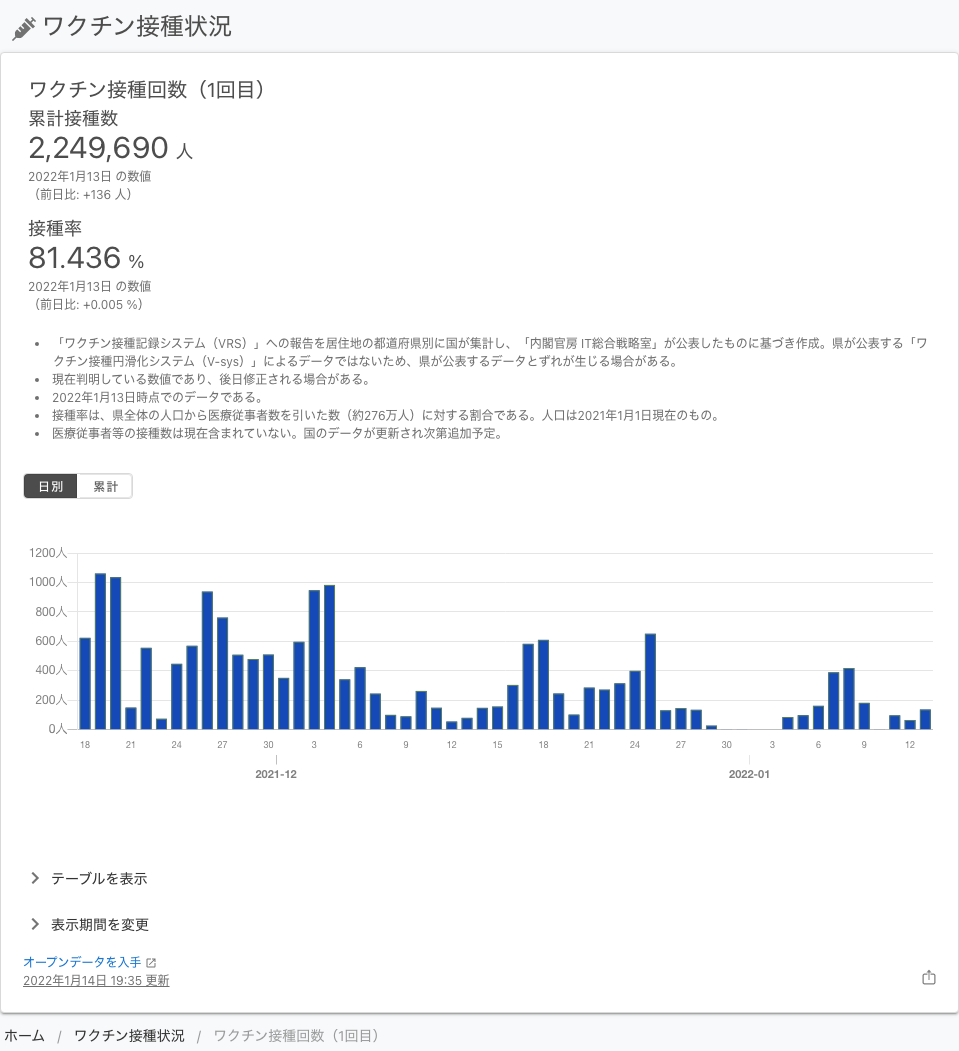 ワクチン接種状況
ワクチン接種回数（1回目）
累計接種数
2,249,690 人
2022年1月13日 の数値
（前日比: +136 人）
接種率
81.436 %
2022年1月13日 の数値
（前日比: +0.005 %）
「ワクチン接種記録システム（VRS）」への報告を居住地の都道府県別に国が集計し、「内閣官房 IT総合戦略室」が公表したものに基づき作成。県が公表する「ワ
クチン接種円滑化システム（V-sys）」によるデータではないため、県が公表するデータとずれが生じる場合がある。
現在判明している数値であり、後日修正される場合がある。
2022年1月13日時点でのデータである。
接種率は、県全体の人口から医療従事者数を引いた数（約276万人）に対する割合である。人口は2021年1月1日現在のもの。
医療従事者等の接種数は現在含まれていない。国のデータが更新され次第追加予定。
日別 累計
1200人
1000人
800人
600人
400人
200人
0人
18 21 24 27 30 3 6 9 12 15 18 21 24 27 30 3 6 9 12
2021-12 2022-01
テーブルを表示
表示期間を変更
オープンデータを入手
2022年1月14日 19:35 更新
ホーム / ワクチン接種状況 / ワクチン接種回数（1回目）